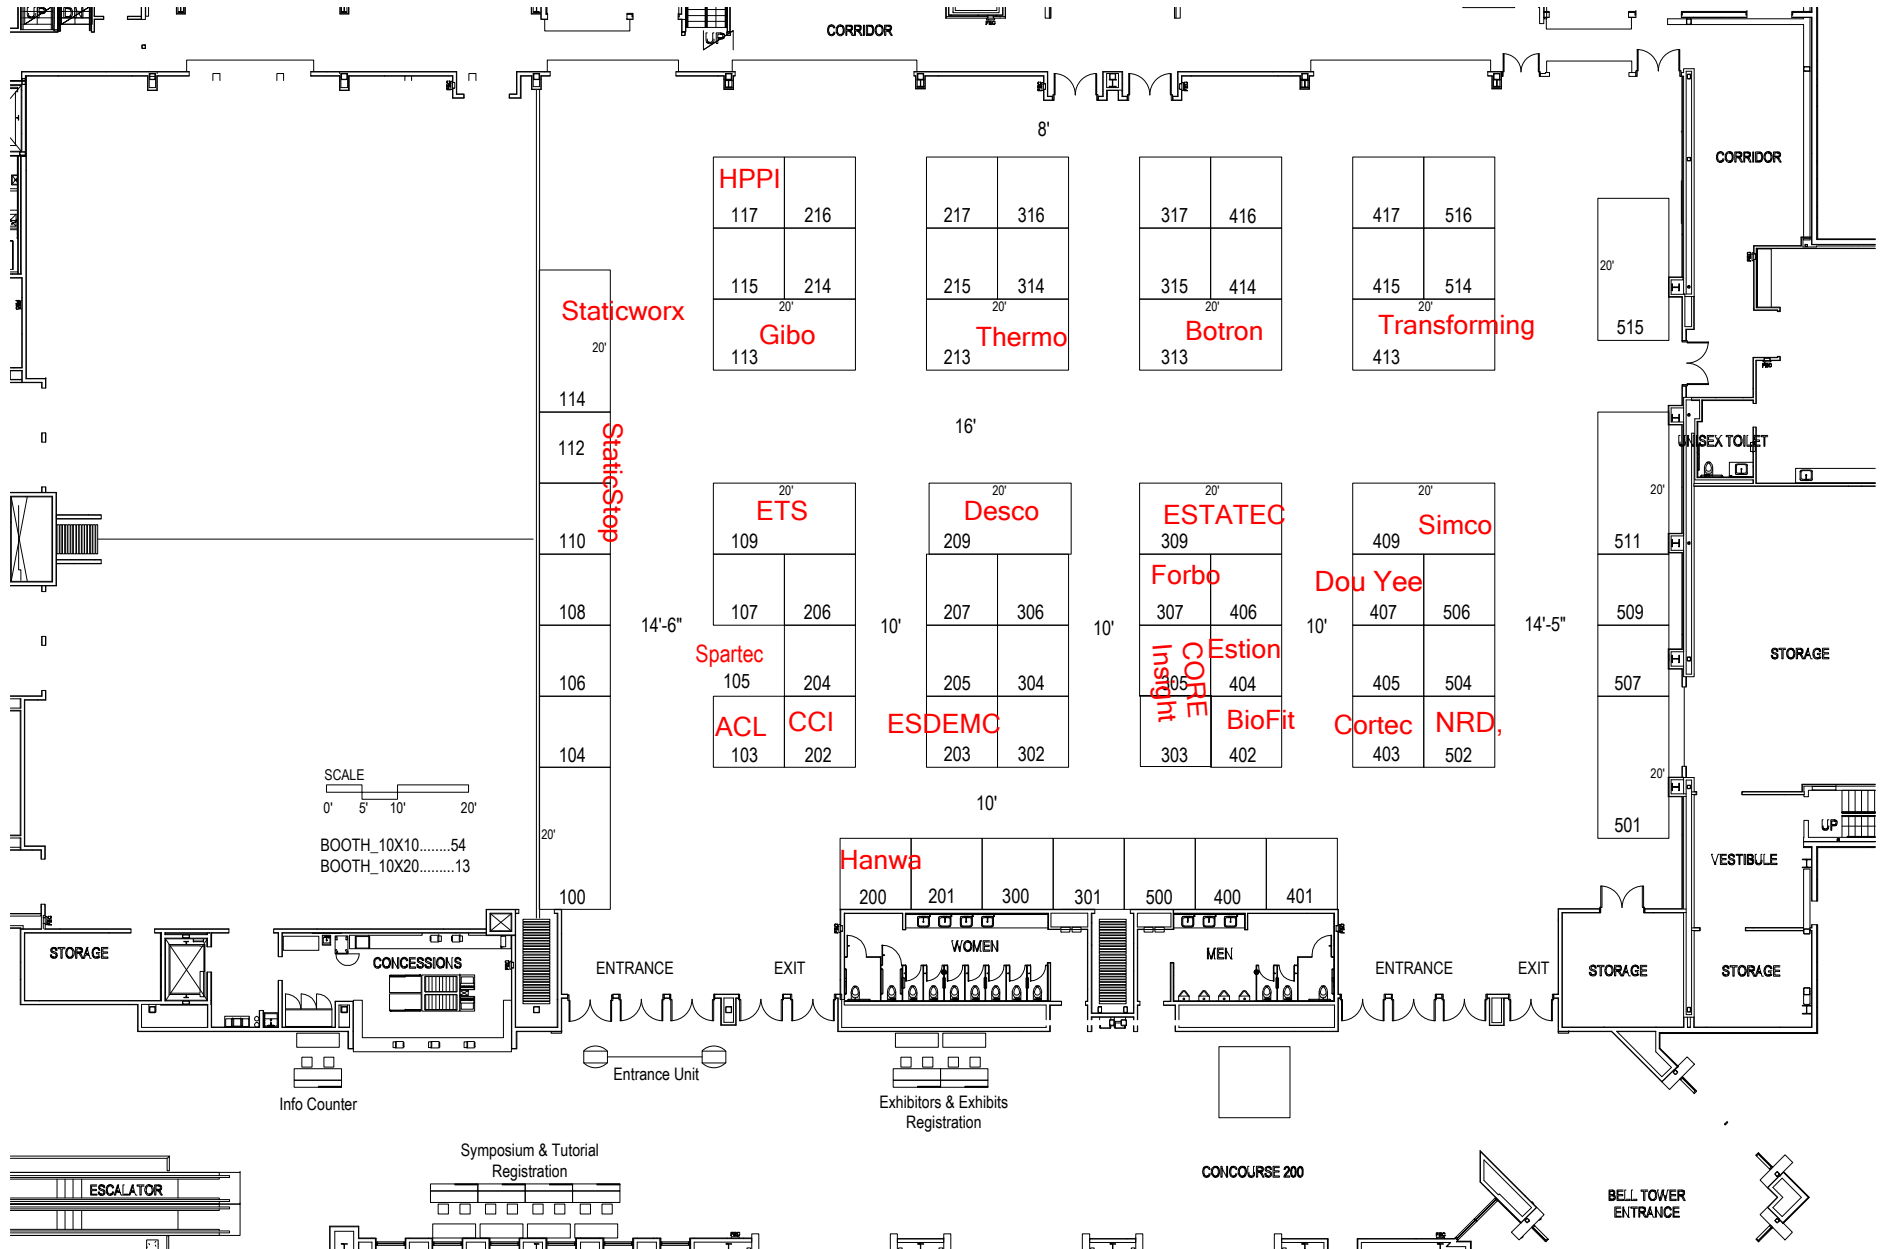 UP
CORRIDOR
UP
8'
CORRIDOR
HPPI
117
216
217
316
317
416
417
516
115
214
215
314
315
414
415
514
20'
Staticworx
20'
20'
20'
20'
20'
Gibo
Thermo
Botron
Transforming
515
113
213
313
413
20'
114
16'
112
StaticStop
UNISEX TOILET
20'
20'
20'
20'
20'
ETS
Desco
ESTATEC
Simco
110
109
209
309
409
511
Forbo
Dou Yee
108
107
206
207
306
307
406
407
506
509
14'-6"
10'
10'
10'
14'-5"
Spartec
CORE
Insight
Estion
STORAGE
106
105
204
205
304
305
404
405
504
507
ACL
CCI
ESDEMC
BioFit
Cortec
NRD,
104
103
202
203
302
303
402
403
502
20'
SCALE
0' 5' 10' 20'
10'
BOOTH_10X10........54
BOOTH_10X20.........13
20'
501
UP
VESTIBULE
Hanwa
100
200
201
300
301
500
400
401
STORAGE
CONCESSIONS
WOMEN
MEN
ENTRANCE
EXIT
ENTRANCE
EXIT
STORAGE
STORAGE
Entrance Unit
Info Counter
Exhibitors & Exhibits
Registration
Symposium & Tutorial
Registration
CONCOURSE 200
ESCALATOR
BELL TOWER
ENTRANCE